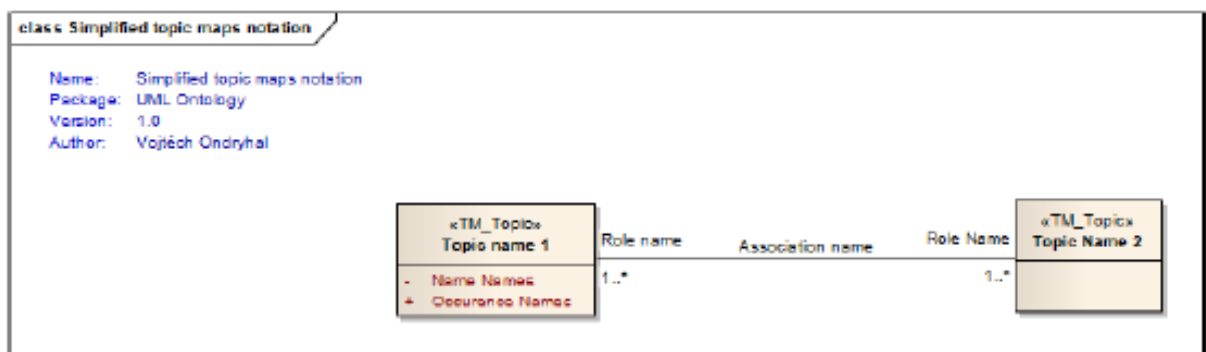 class Simplified topic maps notation
Name: Simplified topic maps notation
Package: UML Ontology
Version: 1.0
Author: Vojtěch Ondryhal
«TM_Topic»
Topic name 1
- Name Names
+ Occurance Names
Role name
1..*
Association name
Role Name
1..*
«TM_Topic»
Topic Name 2